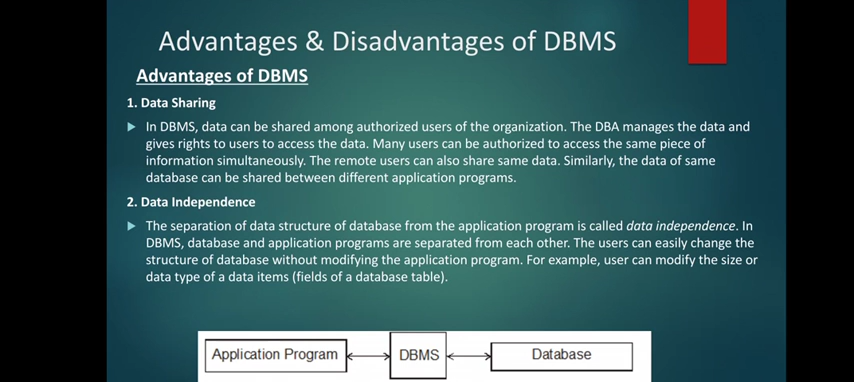 Advantages & Disadvantages of DBMS
Advantages of DBMS
1. Data Sharing
In DBMS, data can be shared among authorized users of the organization. The DBA manages the data and
gives rights to users to access the data. Many users can be authorized to access the same piece of
information simultaneously. The remote users can also share same data. Similarly, the data of same
database can be shared between different application programs.
2. Data Independence
The separation of data structure of database from the application program is called data independence. In
DBMS, database and application programs are separated from each other. The users can easily change the
structure of database without modifying the application program. For example, user can modify the size or
data type of a data items (fields of a database table).
Application Program DBMS Database